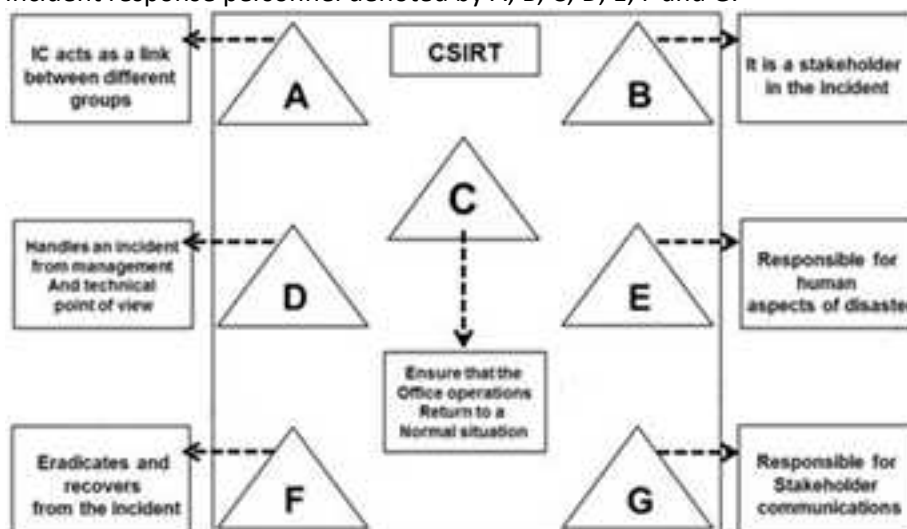 Incident response personnel denoted by A, B, C, D, E, F and G.
IC acts as a link
between different
groups
A
CSIRT
B
It is a stakeholder
in the incident
C
Handles an incident
from management
And technical
point of view
D
E
Responsible for
human
aspects of disaste
Ensure that the
Office operations
Return to a
Normal situation
Eradicates and
recovers
from the incident
F
G
Responsible for
Stakeholder
communications